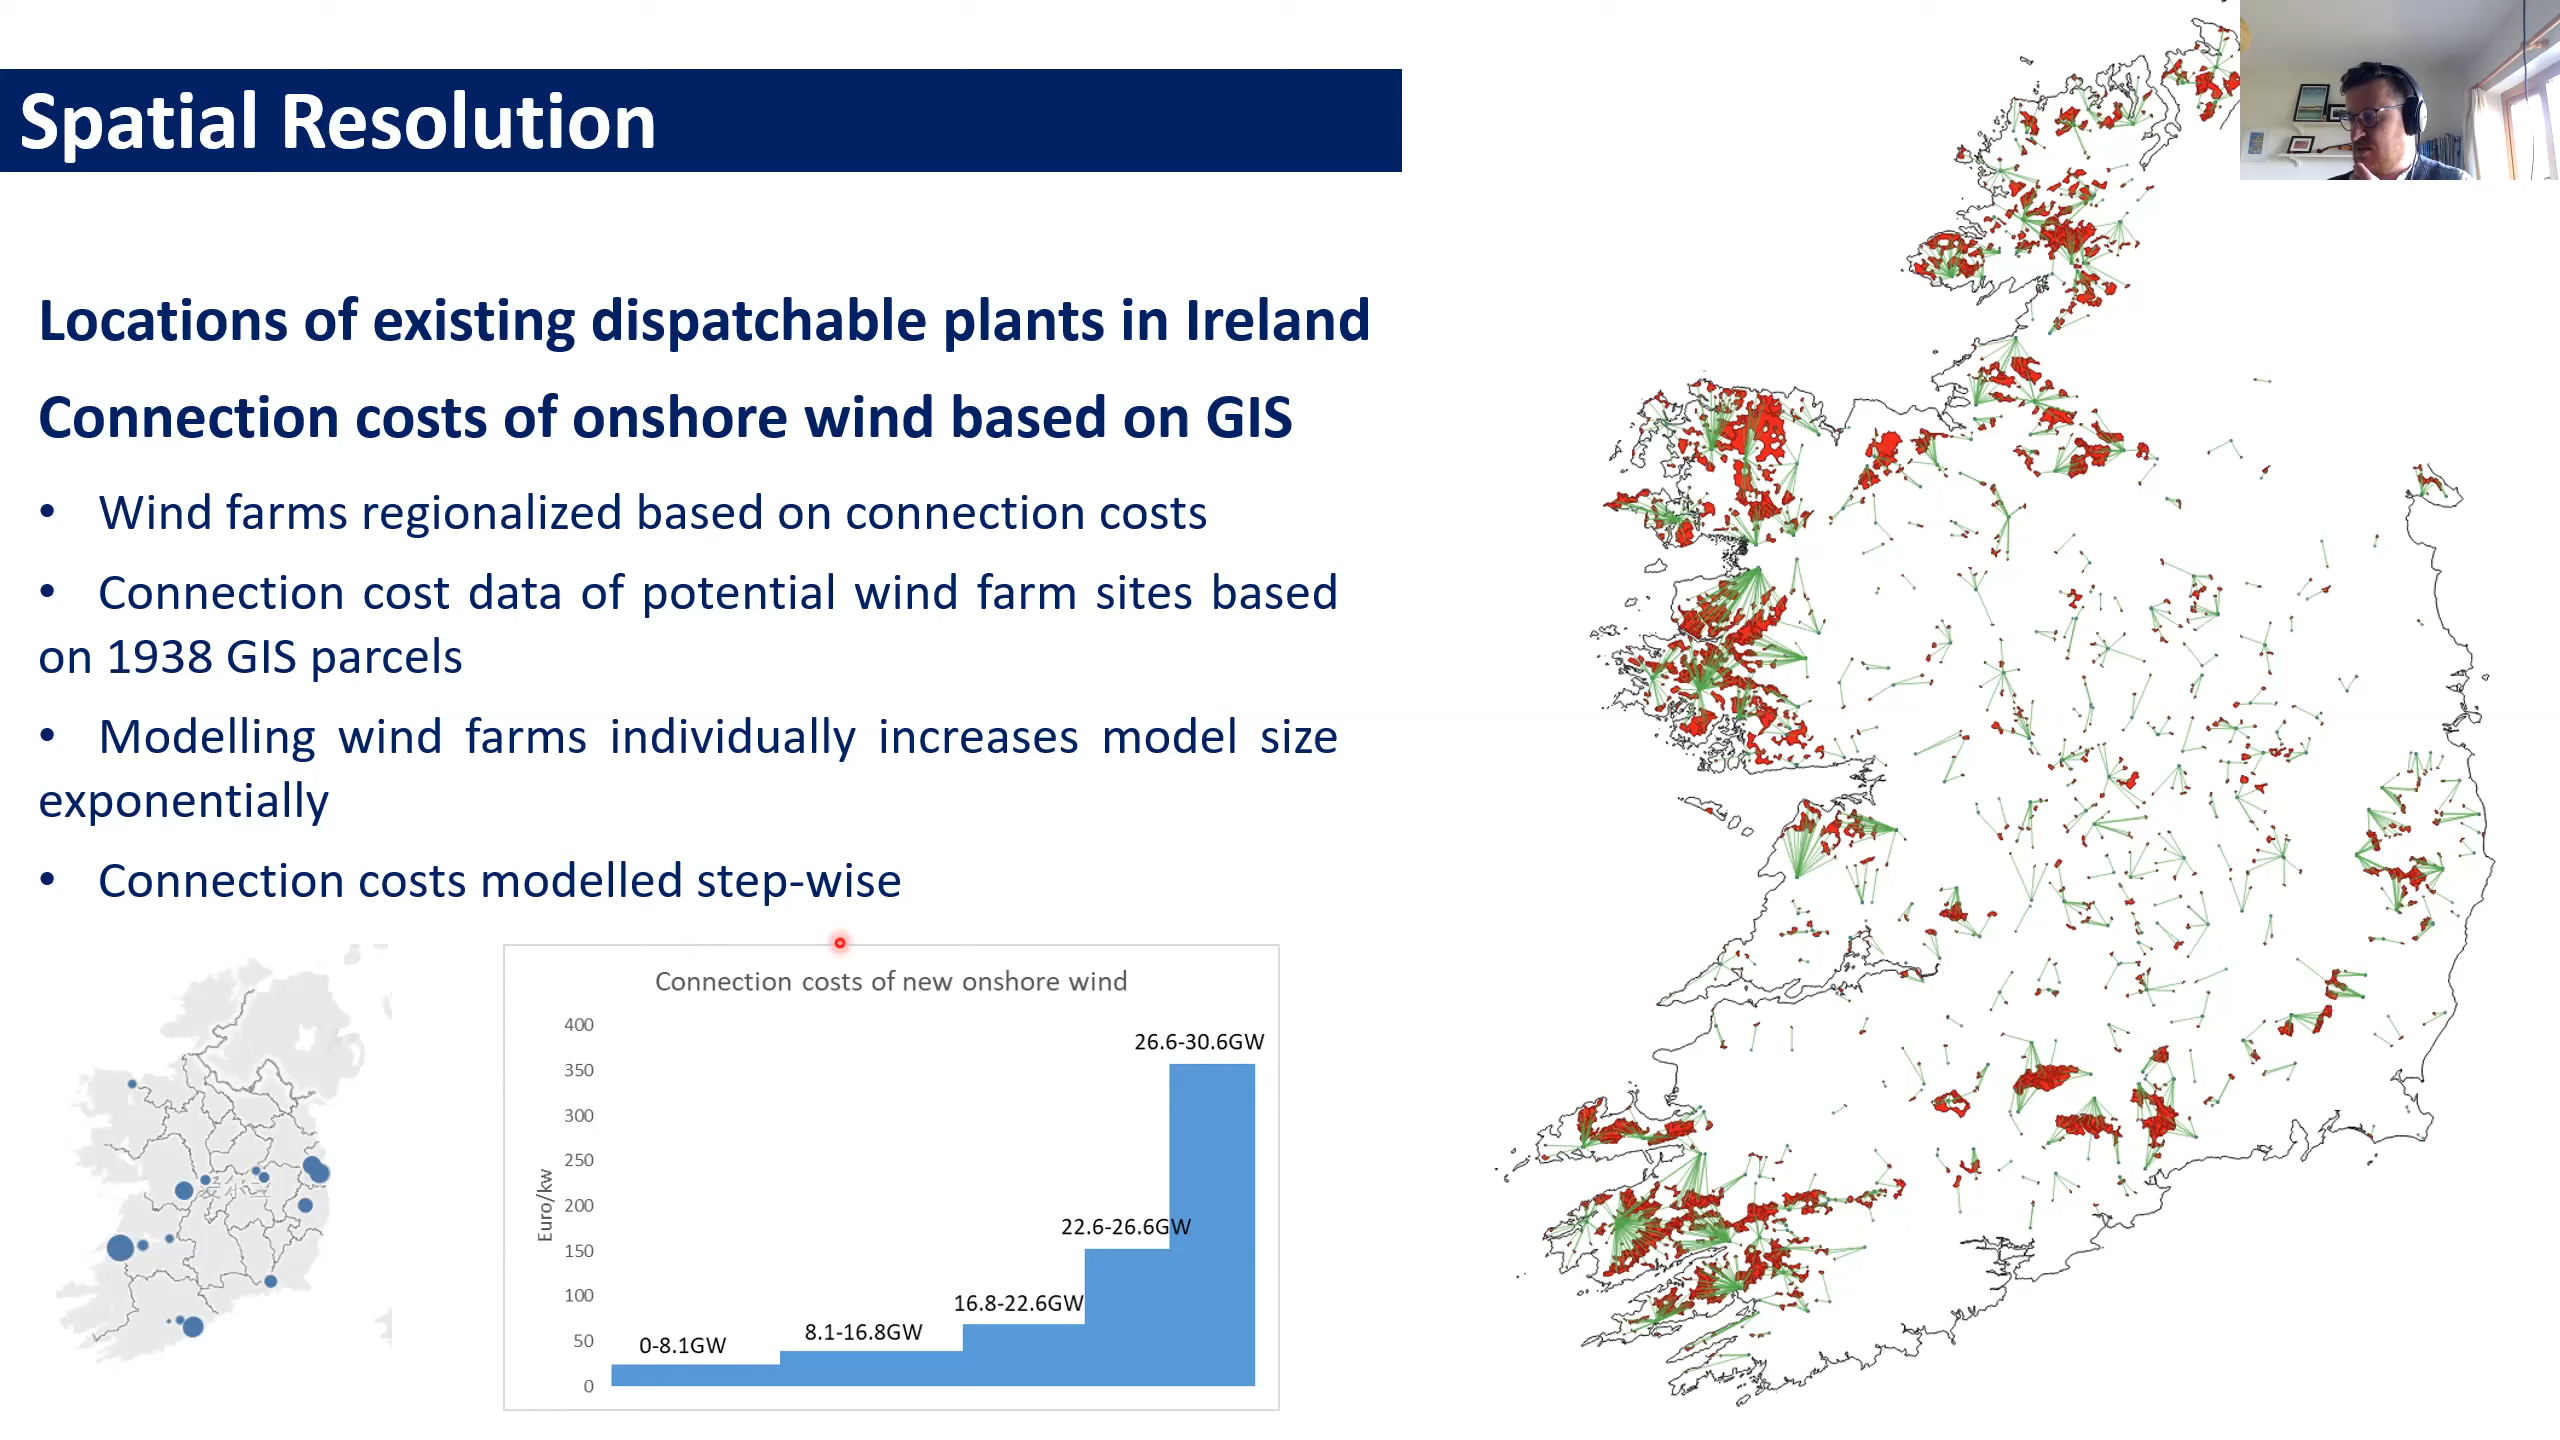 Spatial Resolution
Locations of existing dispatchable plants in Ireland
Connection costs of onshore wind based on GIS
• Wind farms regionalized based on connection costs
• Connection cost data of potential wind farm sites based
on 1938 GIS parcels
• Modelling wind farms individually increases model size
exponentially
• Connection costs modelled step-wise
Connection costs of new onshore wind
400
350
300
250
200
150
100
50
0
Euro/kw
26.6-30.6GW
22.6-26.6GW
16.8-22.6GW
8.1-16.8GW
0-8.1GW